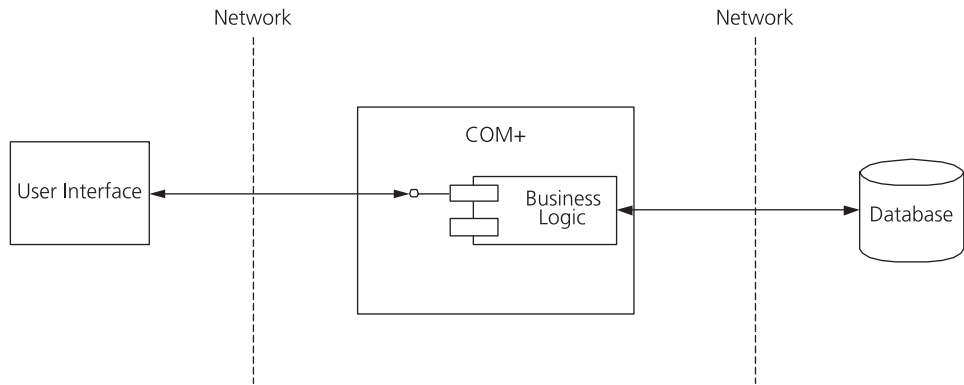 Network
Network
COM+
User Interface
Business
Logic
Database